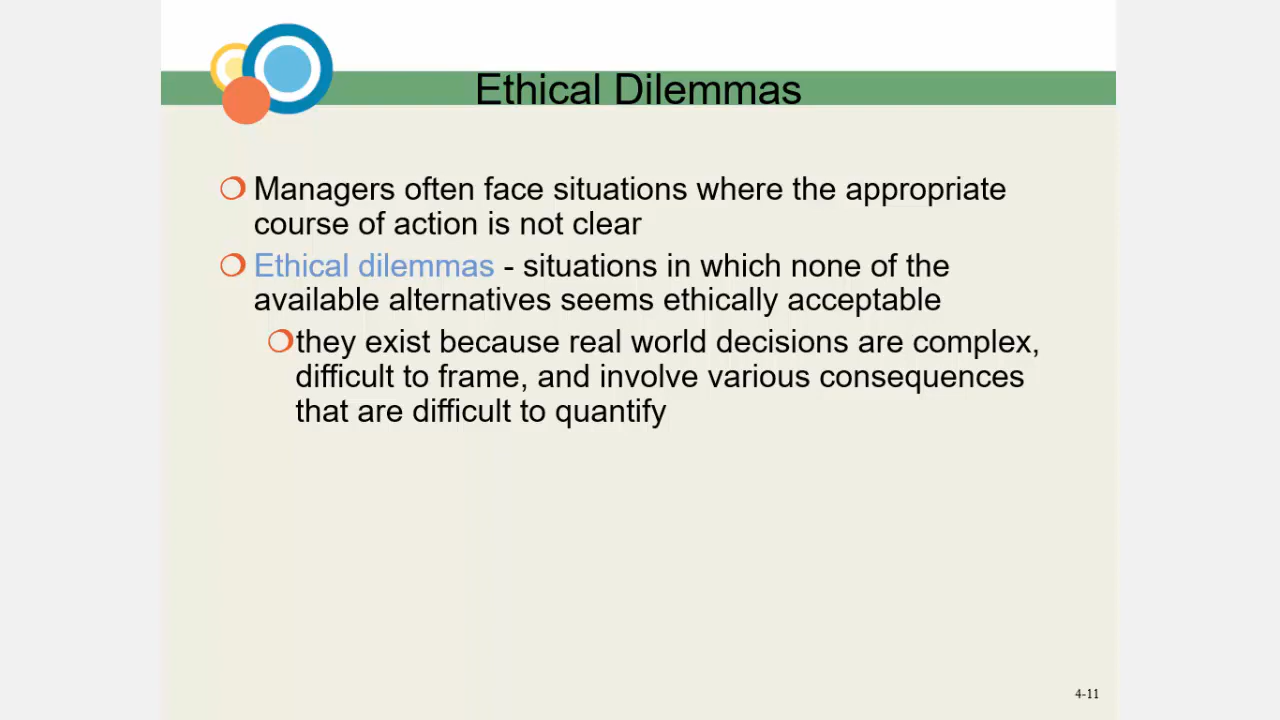 Ethical Dilemmas
Managers often face situations where the appropriate
course of action is not clear
Ethical dilemmas - situations in which none of the
available alternatives seems ethically acceptable
they exist because real world decisions are complex,
difficult to frame, and involve various consequences
that are difficult to quantify
4-11